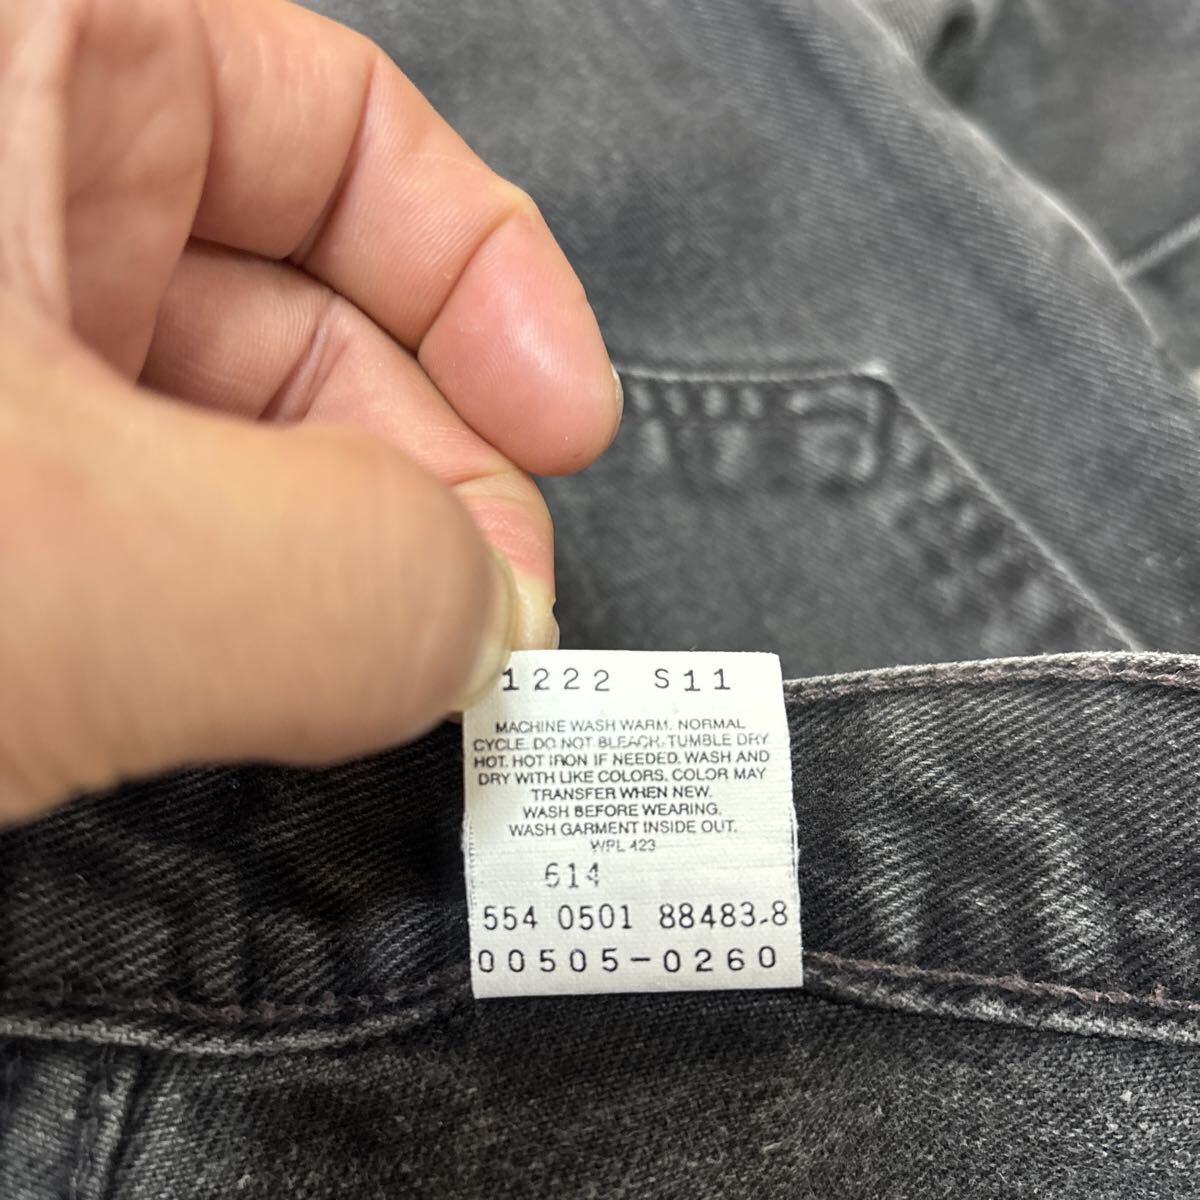 1222 S11
MACHINE WASH WARM. NORMAL
CYCLE. DO NOT BLEACH. TUMBLE DRY
HOT. HOT IRON IF NEEDED. WASH AND
DRY WITH LIKE COLORS. COLOR MAY
TRANSFER WHEN NEW.
WASH BEFORE WEARING.
WASH GARMENT INSIDE OUT.
WPL 423
614
554 0501 88483-8
00505-0260